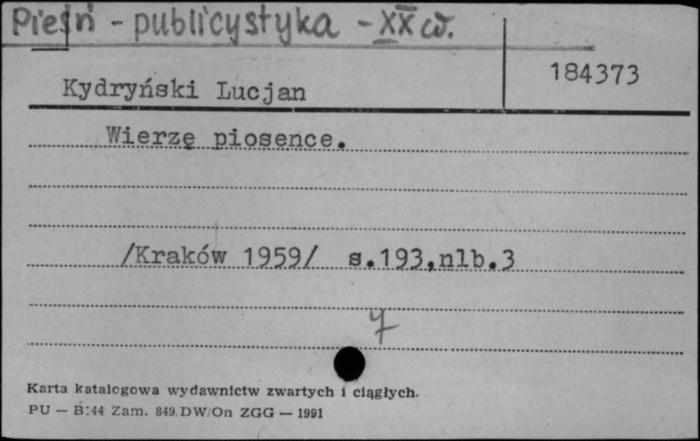 Pieśń - publicystyka - XX w.
184373
Kydryński Lucjan
Wierzę piosence.
/Kraków 1959/ s.193,nlb.3
Karta katalogowa wydawnictw zwartych i ciągłych.
PU — B:44 Zam. 849.DW/On ZGG — 1991